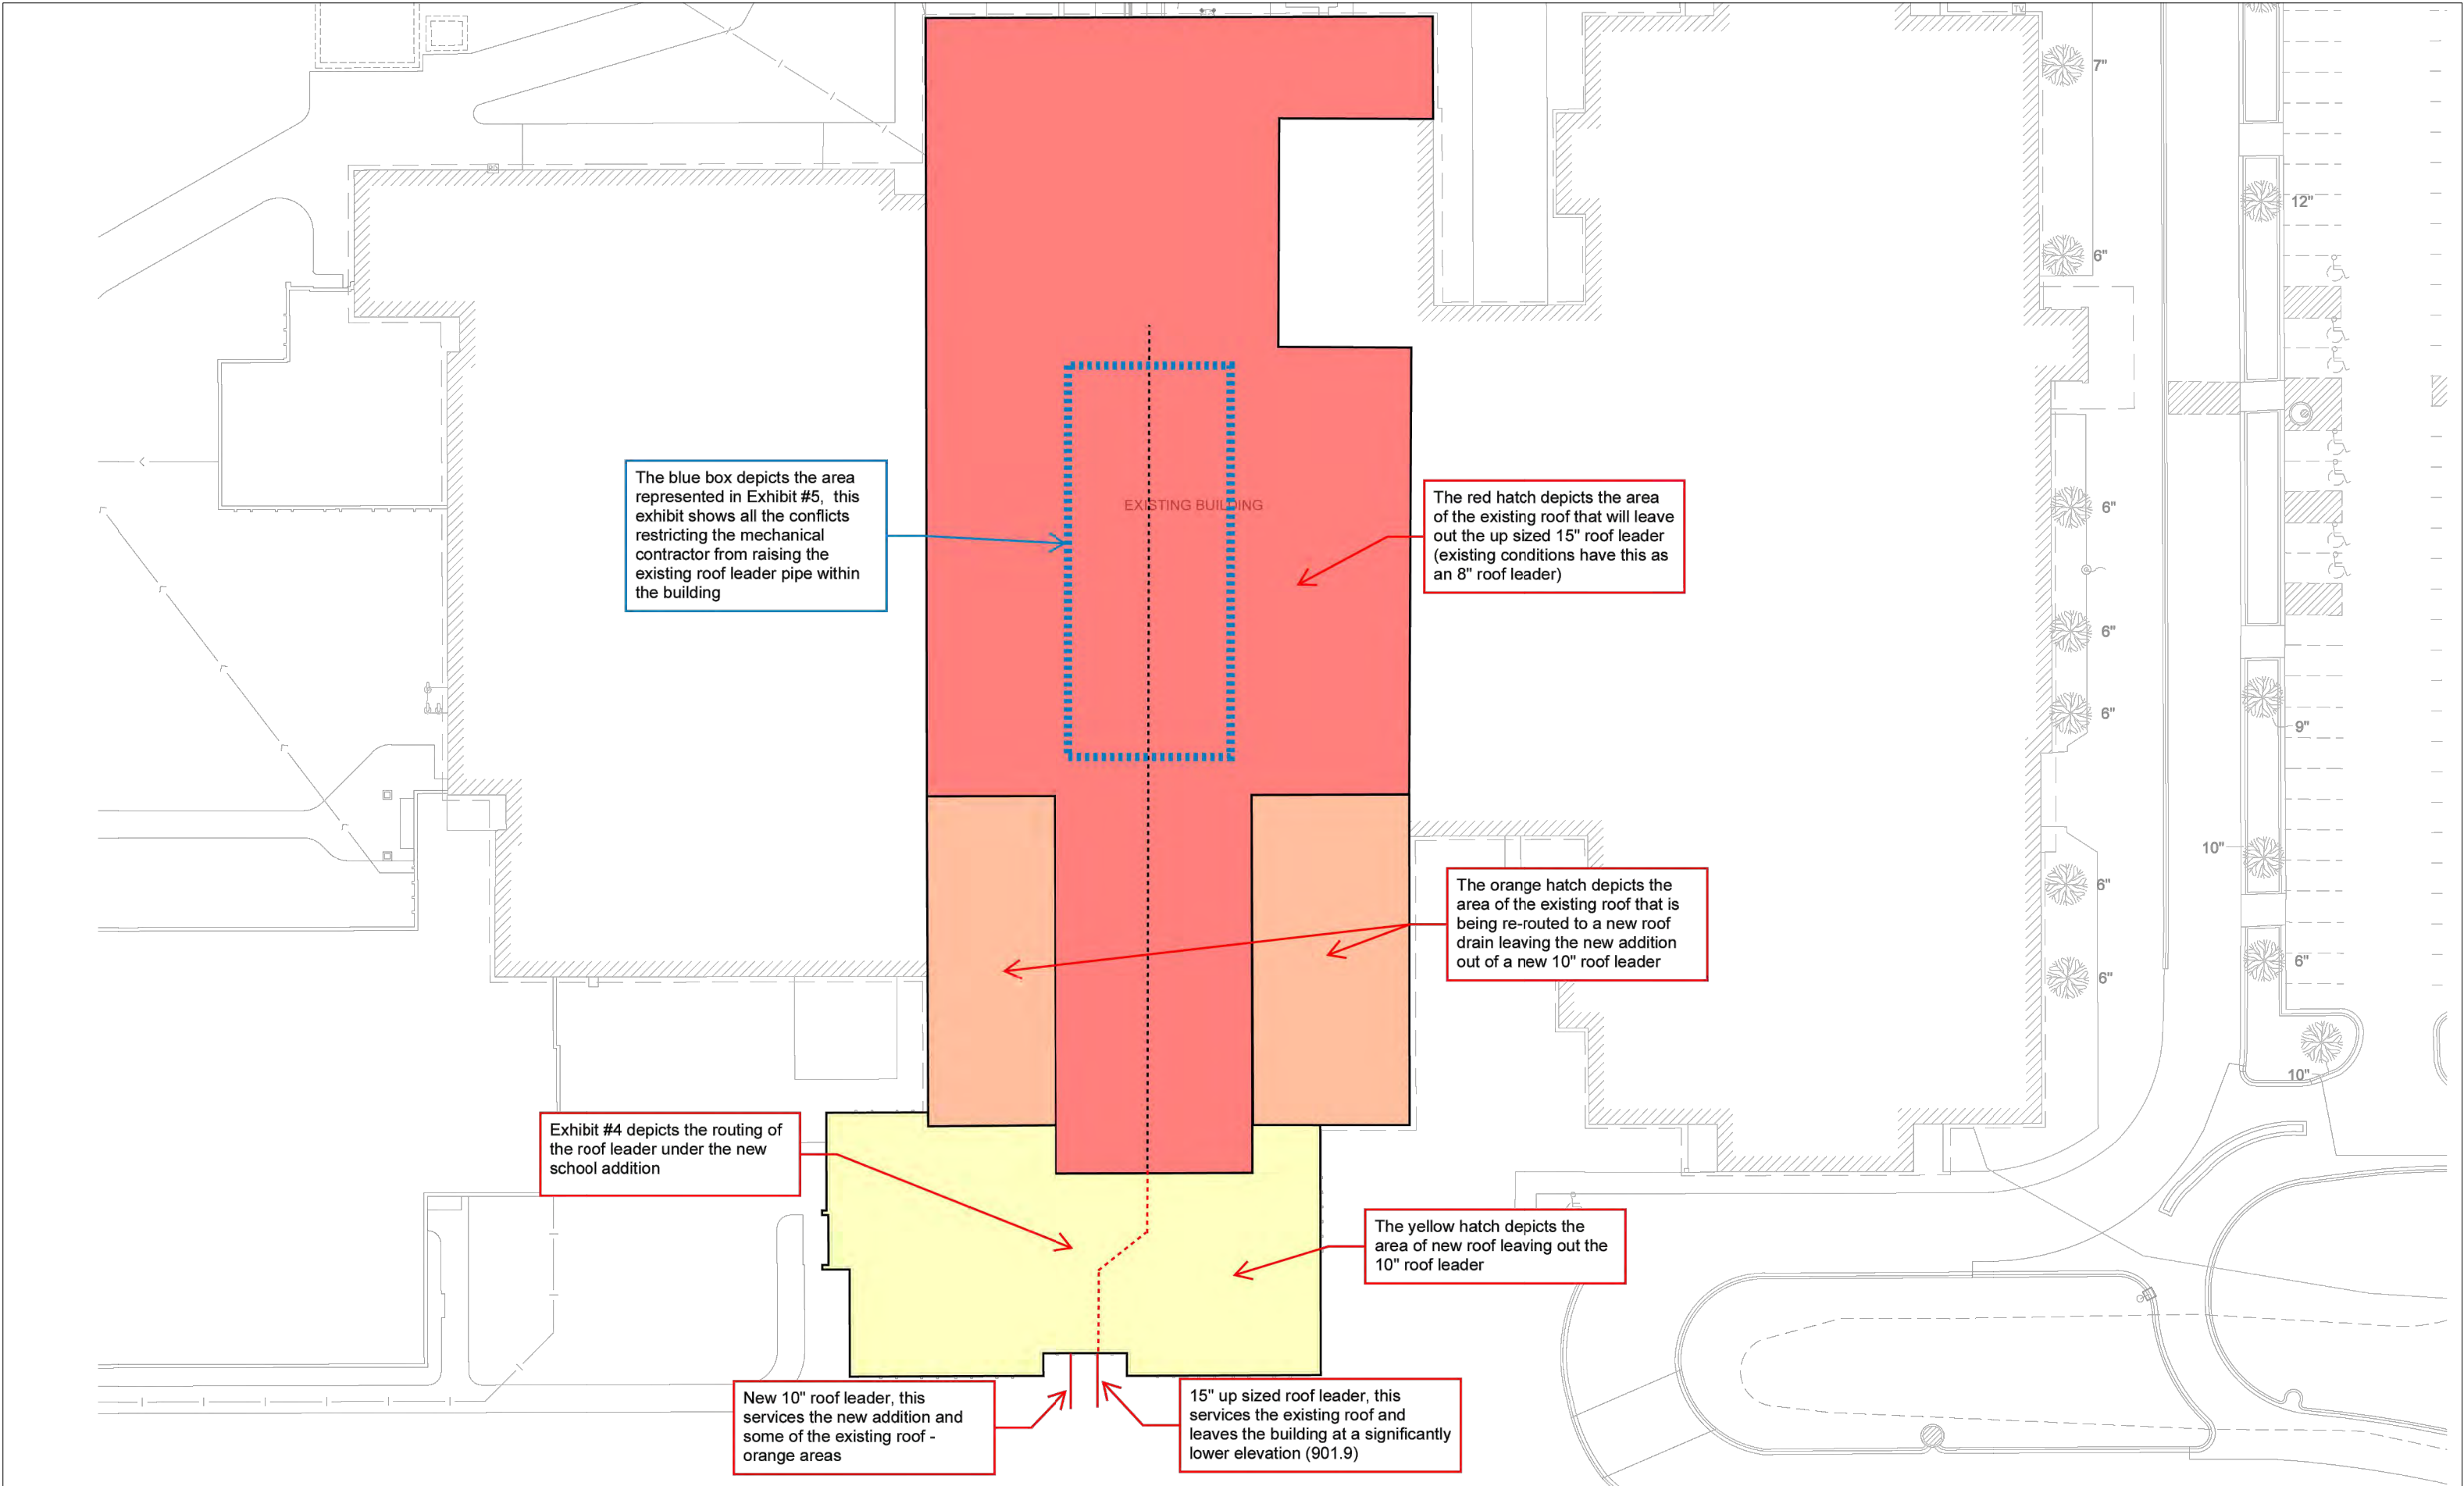 TV
7"
12"
6"
The blue box depicts the area
represented in Exhibit #5, this
exhibit shows all the conflicts
restricting the mechanical
contractor from raising the
existing roof leader pipe within
the building
EXISTING BUILDING
The red hatch depicts the area
of the existing roof that will leave
out the up sized 15" roof leader
(existing conditions have this as
an 8" roof leader)
6"
6"
6"
9"
10"
The orange hatch depicts the
area of the existing roof that is
being re-routed to a new roof
drain leaving the new addition
out of a new 10" roof leader
6"
6"
6"
10"
Exhibit #4 depicts the routing of
the roof leader under the new
school addition
The yellow hatch depicts the
area of new roof leaving out the
10" roof leader
New 10" roof leader, this
services the new addition and
some of the existing roof -
orange areas
15" up sized roof leader, this
services the existing roof and
leaves the building at a significantly
lower elevation (901.9)